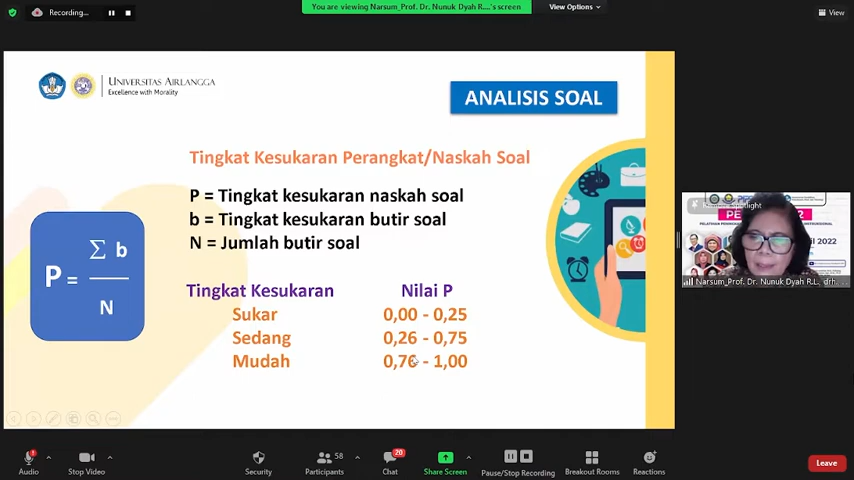 Recording...
You are viewing Narsum_Prof. Dr. Nunuk Dyah R.L...'s screen
View Options
View
UNIVERSITAS AIRLANGGA
Excellence with Morality
ANALISIS SOAL
Tingkat Kesukaran Perangkat/Naskah Soal
P = Tingkat kesukaran naskah soal
b = Tingkat kesukaran butir soal
N = Jumlah butir soal
P = ∑ b
N
Tingkat Kesukaran Nilai P
Sukar 0,00 - 0,25
Sedang 0,26 - 0,75
Mudah 0,76 - 1,00
2022
Narsum_Prof. Dr. Nunuk Dyah R.L. drh...
Audio
Stop Video
Security
58
Participants
20
Chat
Share Screen
Pause/Stop Recording
Breakout Rooms
Reactions
Leave